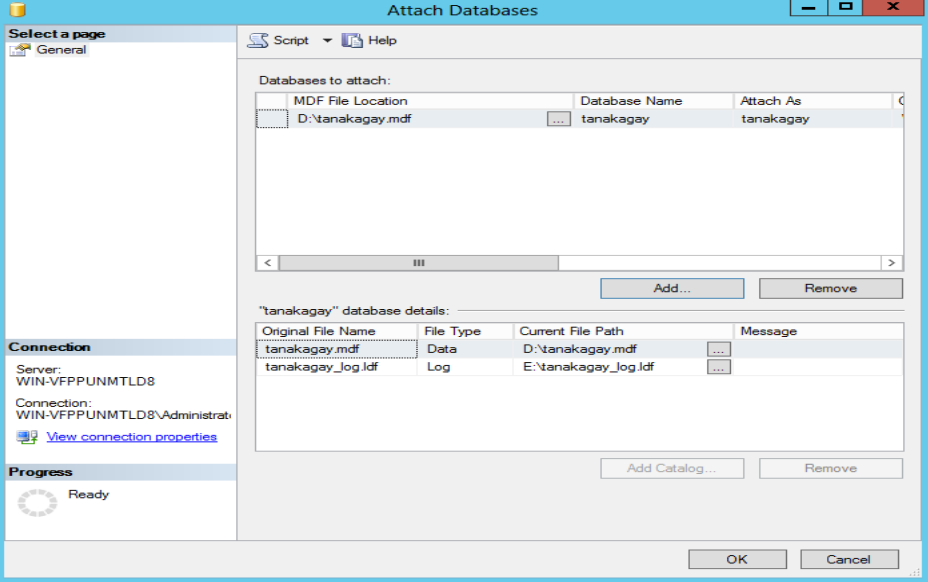 Attach Databases
Select a page
General
Script
Help
Databases to attach:
MDF File Location Database Name Attach As
D:\tanakagay.mdf ... tanakagay tanakagay
Add... Remove
"tanakagay" database details:
Original File Name File Type Current File Path Message
tanakagay.mdf Data D:\tanakagay.mdf ...
tanakagay_log.ldf Log E:\tanakagay_log.ldf ...
Add Catalog... Remove
Connection
Server:
WIN-VFPPUNMTLD8
Connection:
WIN-VFPPUNMTLD8\Administrat
View connection properties
Progress
Ready
OK Cancel